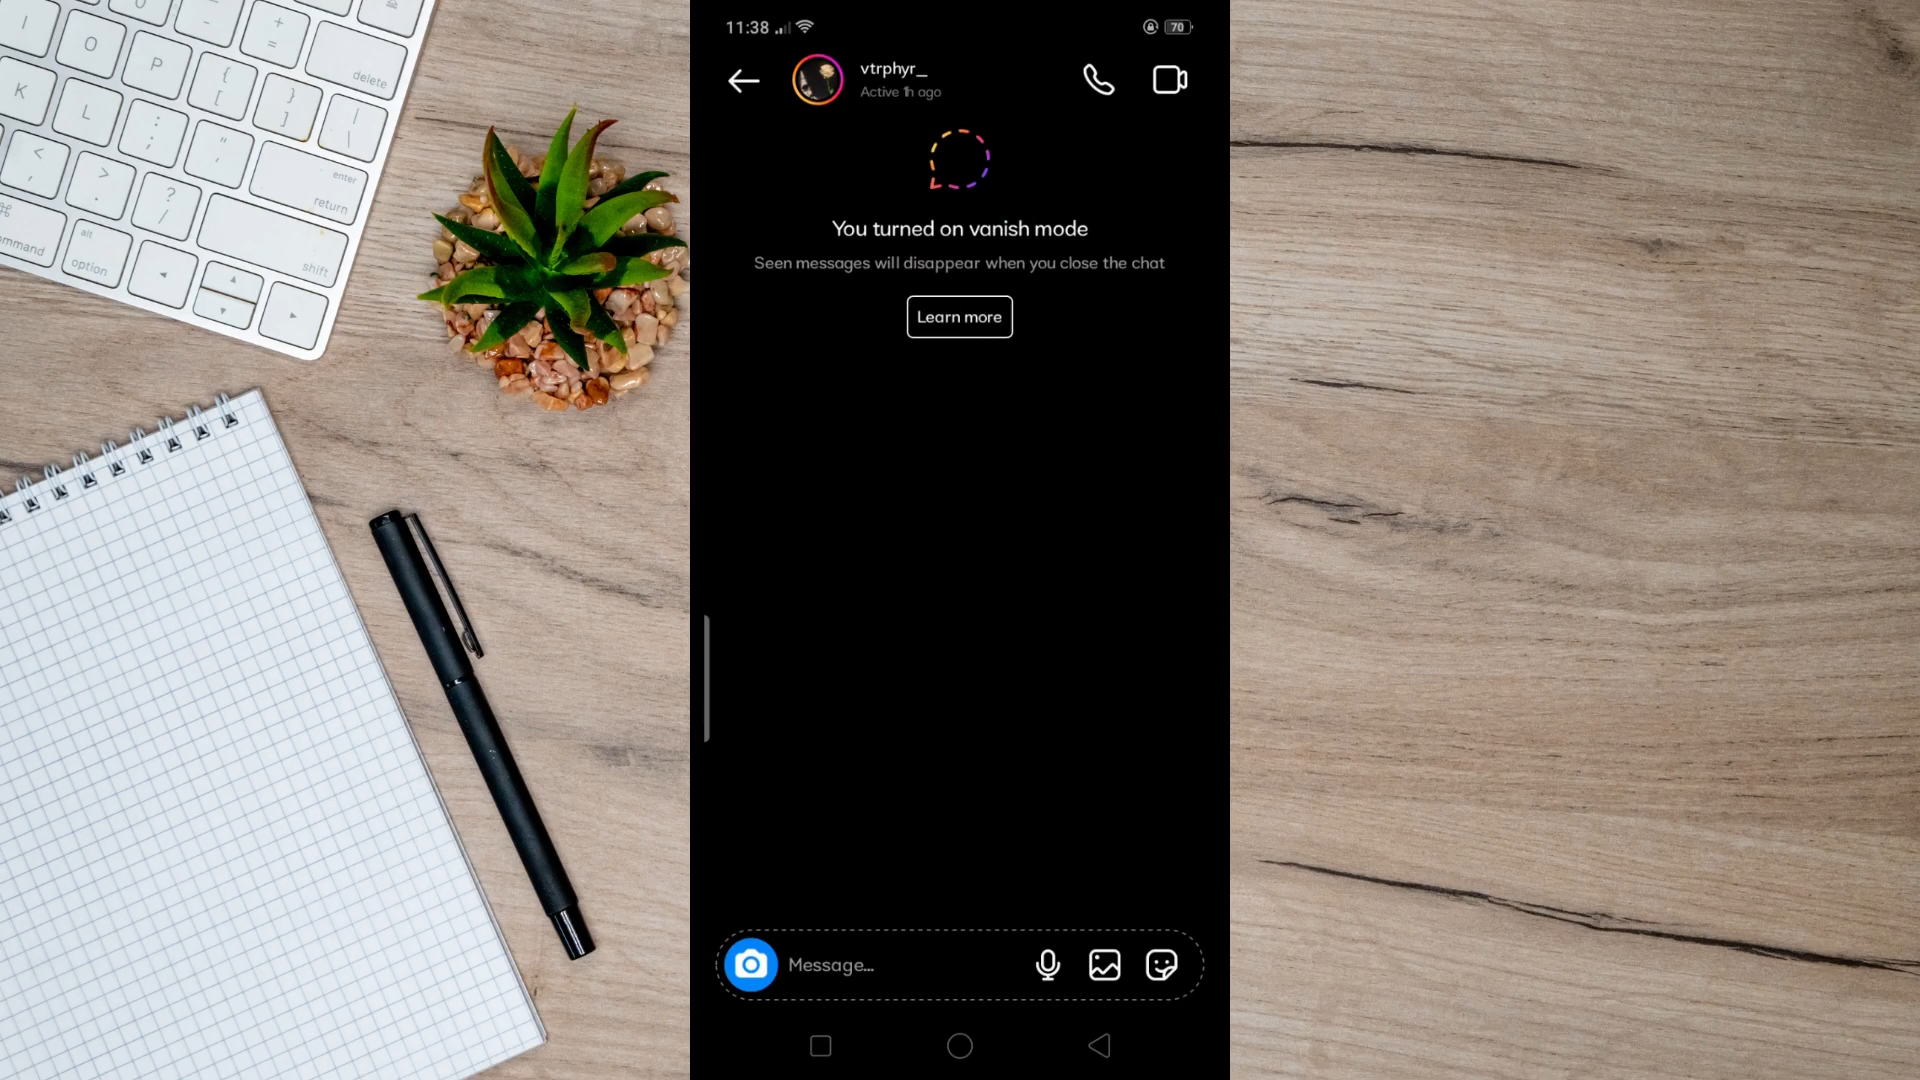 11:38
70
vtrphyr_
Active 1h ago
You turned on vanish mode
Seen messages will disappear when you close the chat
Learn more
Message...
I O P { [ } ] | \
+ =
delete
K L : ; " '
enter
return
< , > . ? /
shift
⌘
mmand
alt
option